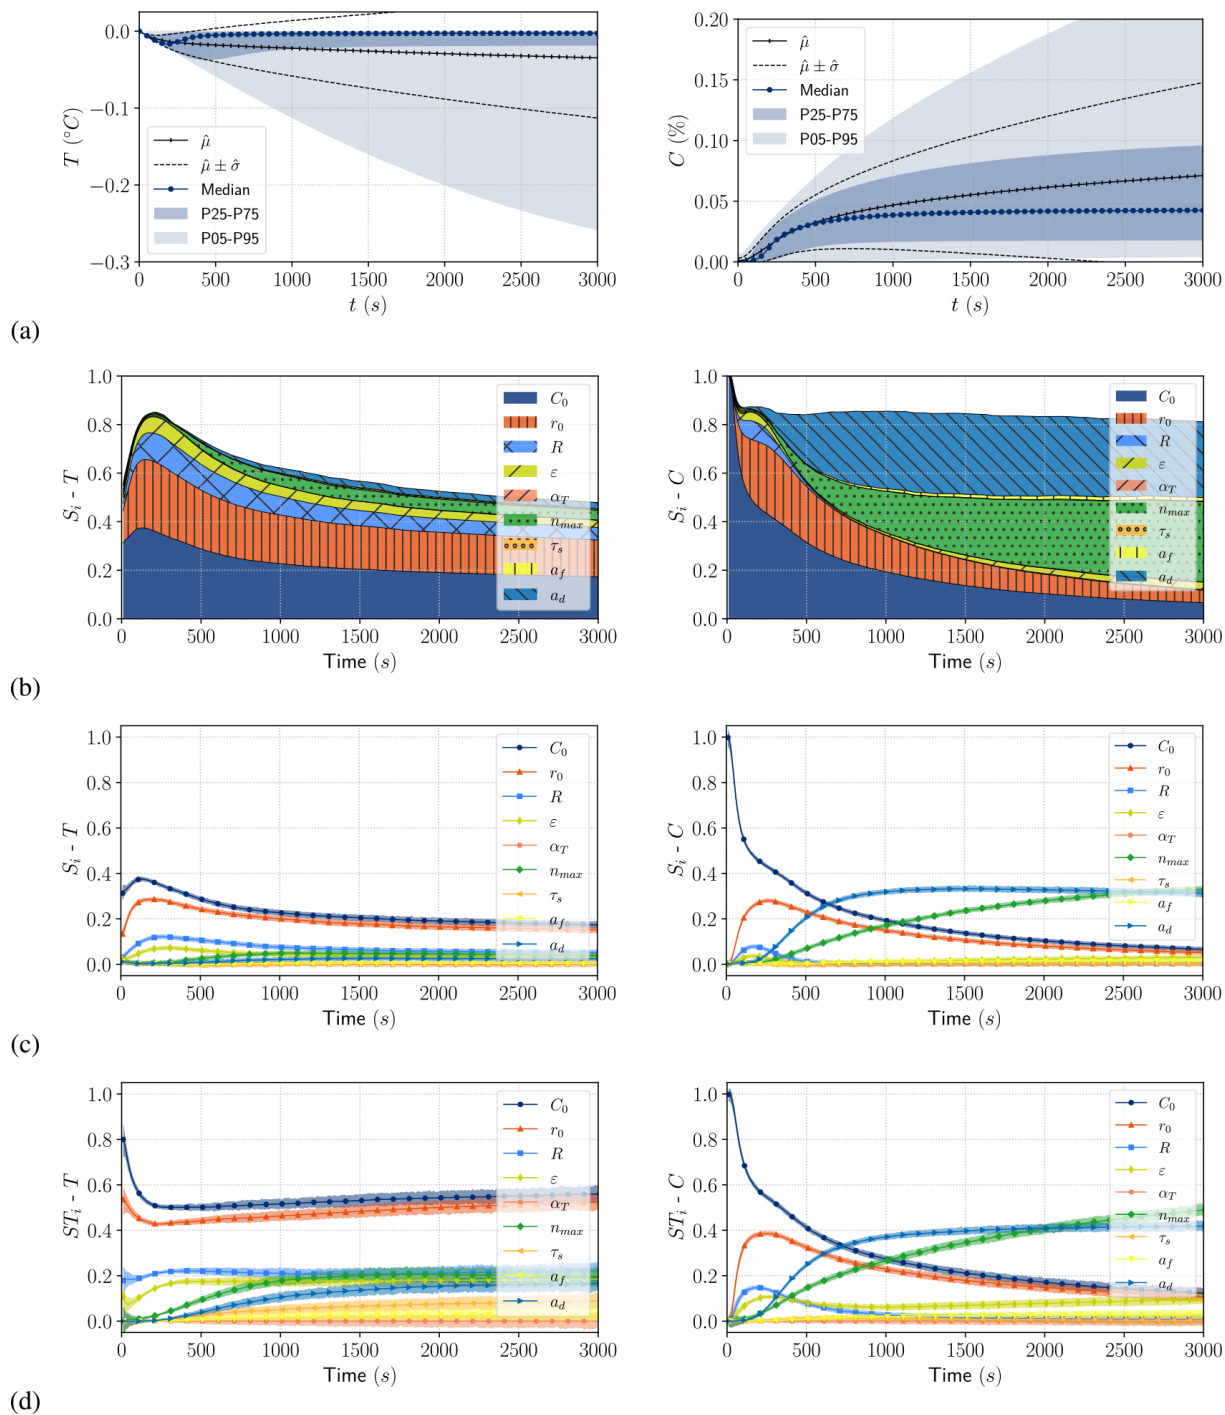 0.0
−0.1
−0.2
−0.3
T (°C)
μ̂
μ̂ ± σ̂
Median
P25-P75
P05-P95
0 500 1000 1500 2000 2500 3000
t (s)
0.20
0.15
0.10
0.05
0.00
C (%)
μ̂
μ̂ ± σ̂
Median
P25-P75
P05-P95
0 500 1000 1500 2000 2500 3000
t (s)
(a)
1.0
0.8
0.6
0.4
0.2
0.0
S_i - T
C_0
r_0
R
ε
α_T
n_max
τ_s
a_f
a_d
0 500 1000 1500 2000 2500 3000
Time (s)
1.0
0.8
0.6
0.4
0.2
0.0
S_i - C
C_0
r_0
R
ε
α_T
n_max
τ_s
a_f
a_d
0 500 1000 1500 2000 2500 3000
Time (s)
(b)
1.0
0.8
0.6
0.4
0.2
0.0
S_i - T
C_0
r_0
R
ε
α_T
n_max
τ_s
a_f
a_d
0 500 1000 1500 2000 2500 3000
Time (s)
1.0
0.8
0.6
0.4
0.2
0.0
S_i - C
C_0
r_0
R
ε
α_T
n_max
τ_s
a_f
a_d
0 500 1000 1500 2000 2500 3000
Time (s)
(c)
1.0
0.8
0.6
0.4
0.2
0.0
ST_i - T
C_0
r_0
R
ε
α_T
n_max
τ_s
a_f
a_d
0 500 1000 1500 2000 2500 3000
Time (s)
1.0
0.8
0.6
0.4
0.2
0.0
ST_i - C
C_0
r_0
R
ε
α_T
n_max
τ_s
a_f
a_d
0 500 1000 1500 2000 2500 3000
Time (s)
(d)